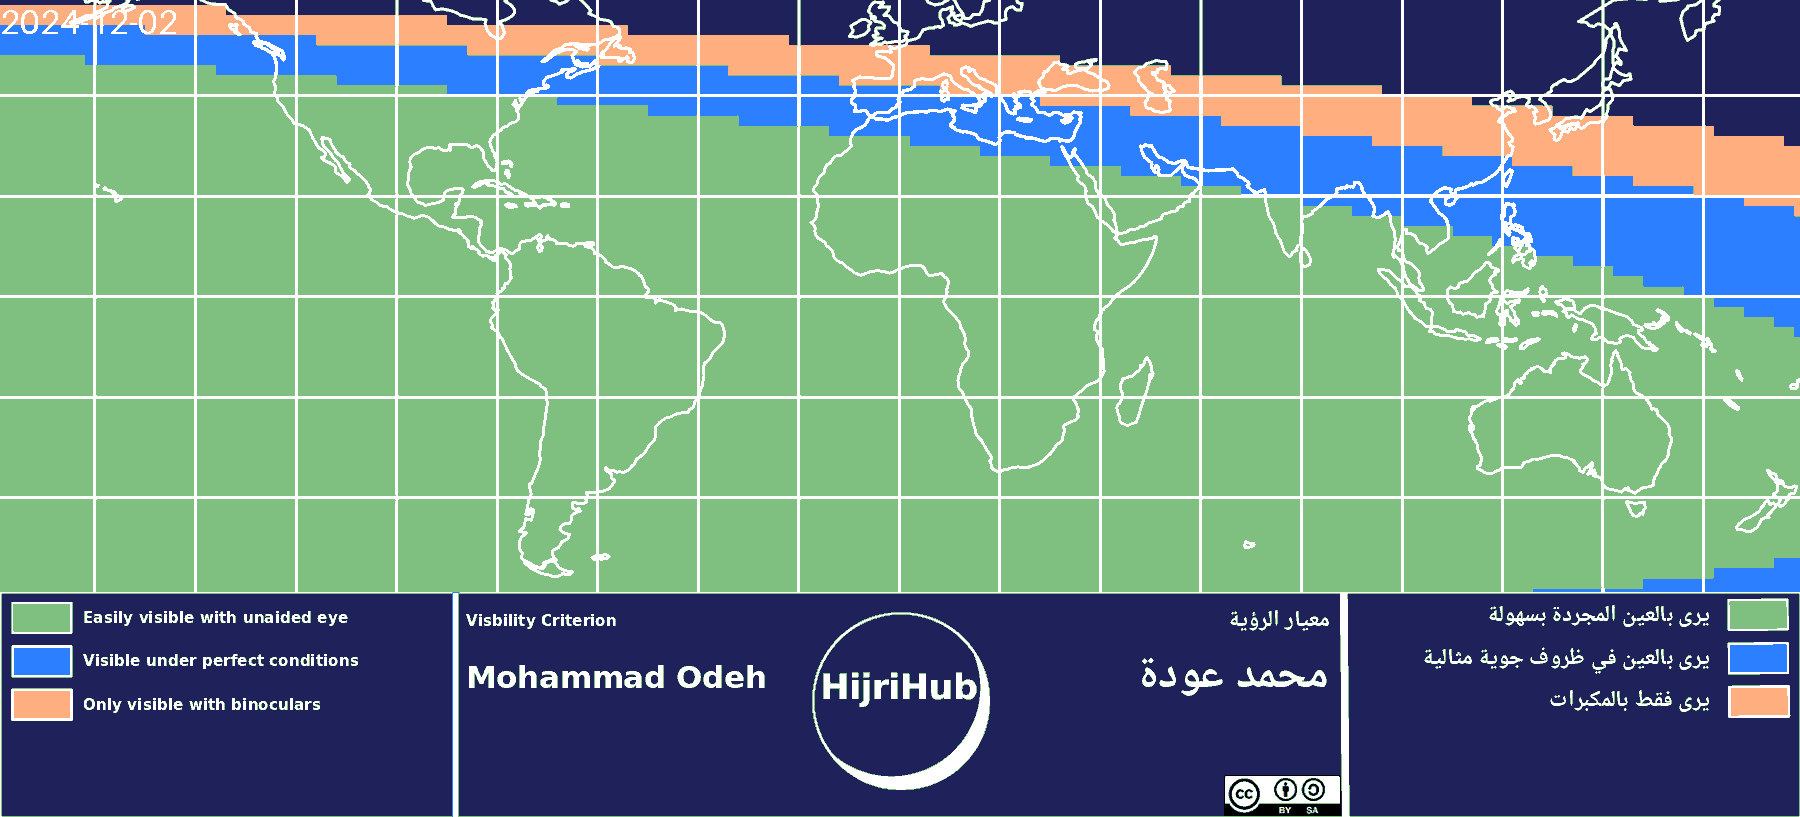 2024-12-02
Easily visible with unaided eye
Visible under perfect conditions
Only visible with binoculars
Visbility Criterion
Mohammad Odeh
HijriHub
معيار الرؤية
محمد عودة
cc BY SA
يرى بالعين المجردة بسهولة
يرى بالعين في ظروف جوية مثالية
يرى فقط بالمكبرات